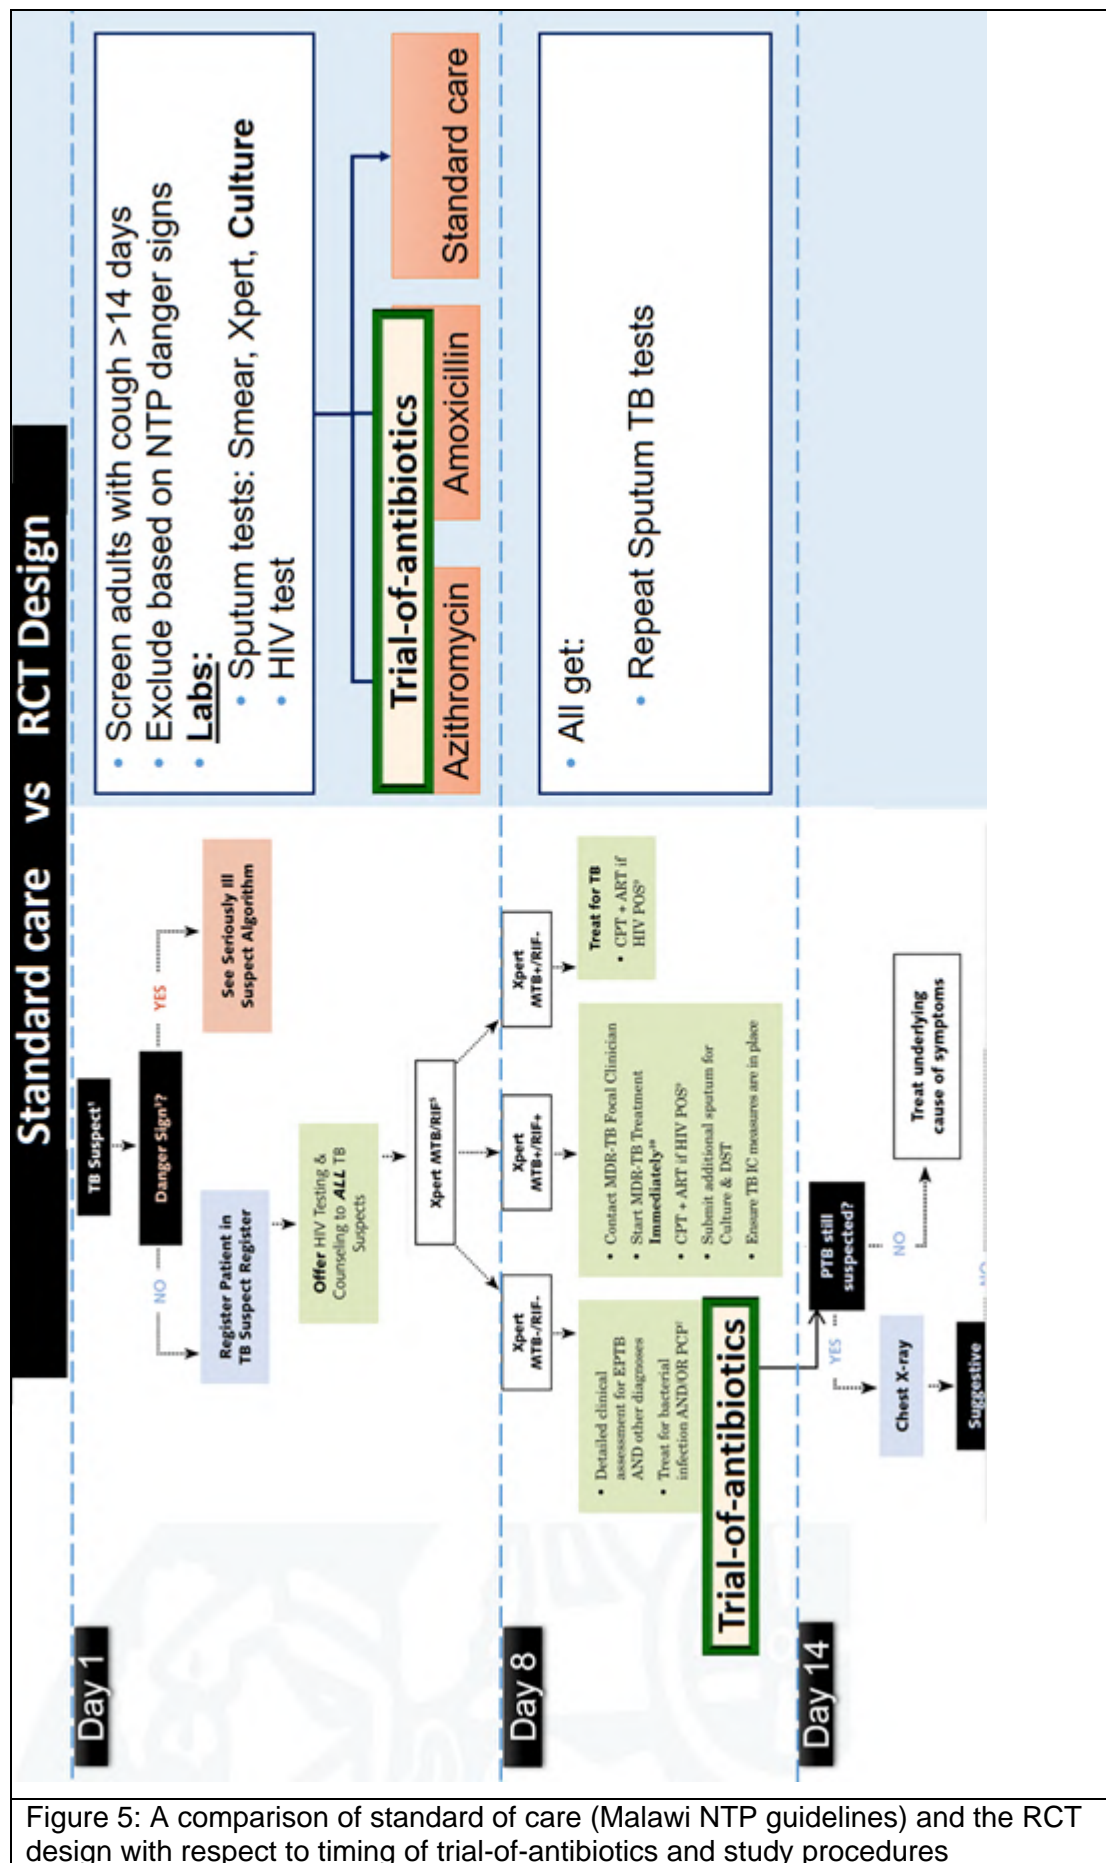 Standard care vs RCT Design
Day 1
TB Suspect¹
Danger Sign²?
YES
NO
See Seriously Ill
Suspect Algorithm
Register Patient in
TB Suspect Register
Offer HIV Testing &
Counseling to ALL TB
Suspects
Xpert MTB/RIF⁵
• Screen adults with cough >14 days
• Exclude based on NTP danger signs
• Labs:
• Sputum tests: Smear, Xpert, Culture
• HIV test
Trial-of-antibiotics
Azithromycin
Amoxicillin
Standard care
Day 8
Xpert
MTB-/RIF-
Xpert
MTB+/RIF+
Xpert
MTB+/RIF-
• Detailed clinical
assessment for EPTB
AND other diagnoses
• Treat for bacterial
infection AND/OR PCP⁷
Trial-of-antibiotics
• Contact MDR-TB Focal Clinician
• Start MDR-TB Treatment
Immediately¹⁰
• CPT + ART if HIV POS⁹
• Submit additional sputum for
Culture & DST
• Ensure TB IC measures are in place
Treat for TB
• CPT + ART if
HIV POS⁹
• All get:
• Repeat Sputum TB tests
Day 14
PTB still
suspected?
YES
NO
Chest X-ray
Treat underlying
cause of symptoms
Suggestive
NO
Figure 5: A comparison of standard of care (Malawi NTP guidelines) and the RCT
design with respect to timing of trial-of-antibiotics and study procedures